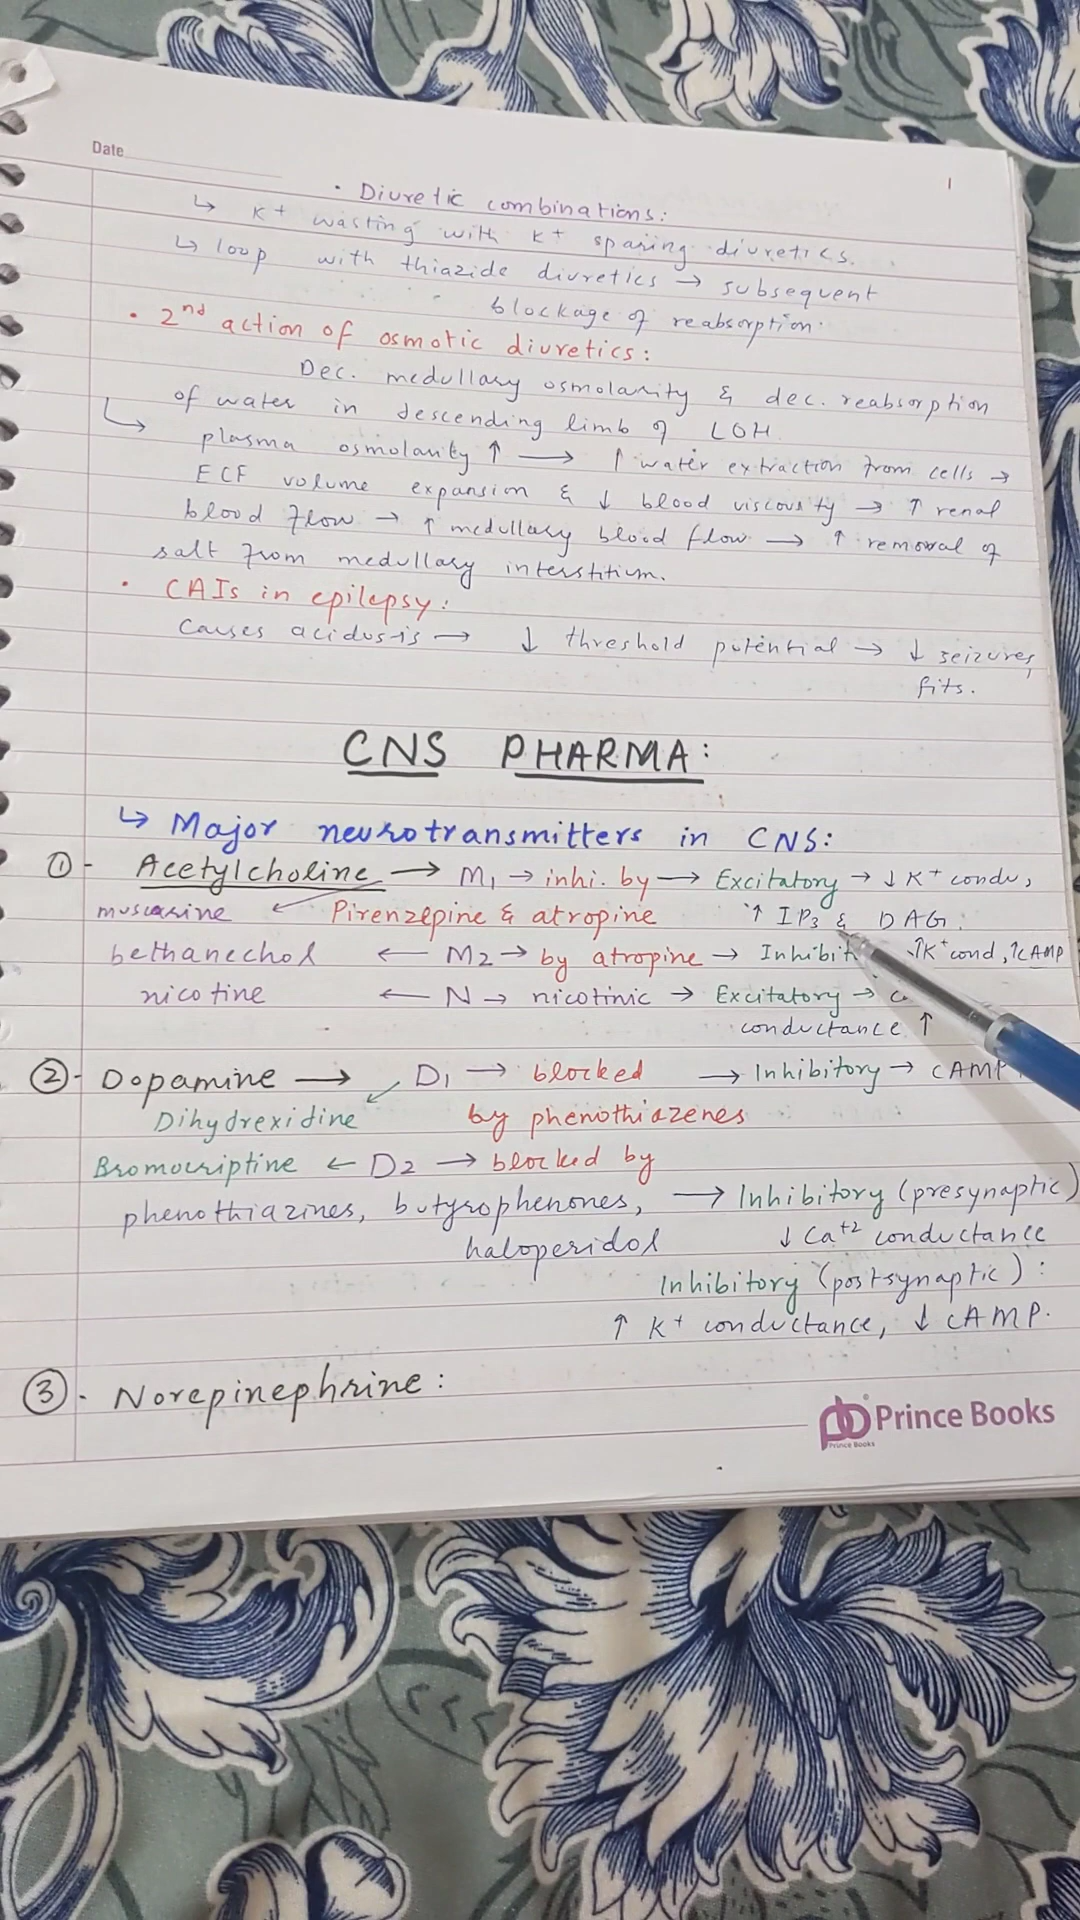 Date
1
• Diuretic combinations:
↳ K+ wasting with K+ sparing diuretics.
↳ loop with thiazide diuretics → subsequent
blockage of reabsorption.
• 2nd action of osmotic diuretics:
Dec. medullary osmolarity & dec. reabsorption
of water in descending limb of LOH
↳ plasma osmolarity ↑ → ↑ water extraction from cells →
ECF volume expansion & ↓ blood viscosity → ↑ renal
blood flow → ↑ medullary blood flow → ↑ removal of
salt from medullary interstitium.
• CAIs in epilepsy:
Causes acidosis → ↓ threshold potential → ↓ seizures,
fits.
CNS PHARMA:
↳ Major neurotransmitters in CNS:
①- Acetylcholine → M1 → inhi. by → Excitatory → ↓ K+ condu,
muscarine ← Pirenzepine & atropine ↑ IP3 & DAG.
bethanechol ← M2 → by atropine → Inhibit ↑K+ cond, ↑cAMP
nicotine ← N → nicotinic → Excitatory →
conductance ↑
②- Dopamine → D1 → blocked → Inhibitory → cAMP
Dihydrexidine by phenothiazenes
Bromocriptine ← D2 → blocked by
phenothiazines, butyrophenones, → Inhibitory (presynaptic)
haloperidol ↓ Ca+2 conductance
Inhibitory (postsynaptic):
↑ K+ conductance, ↓ cAMP.
③- Norepinephrine:
Prince Books
Prince Books